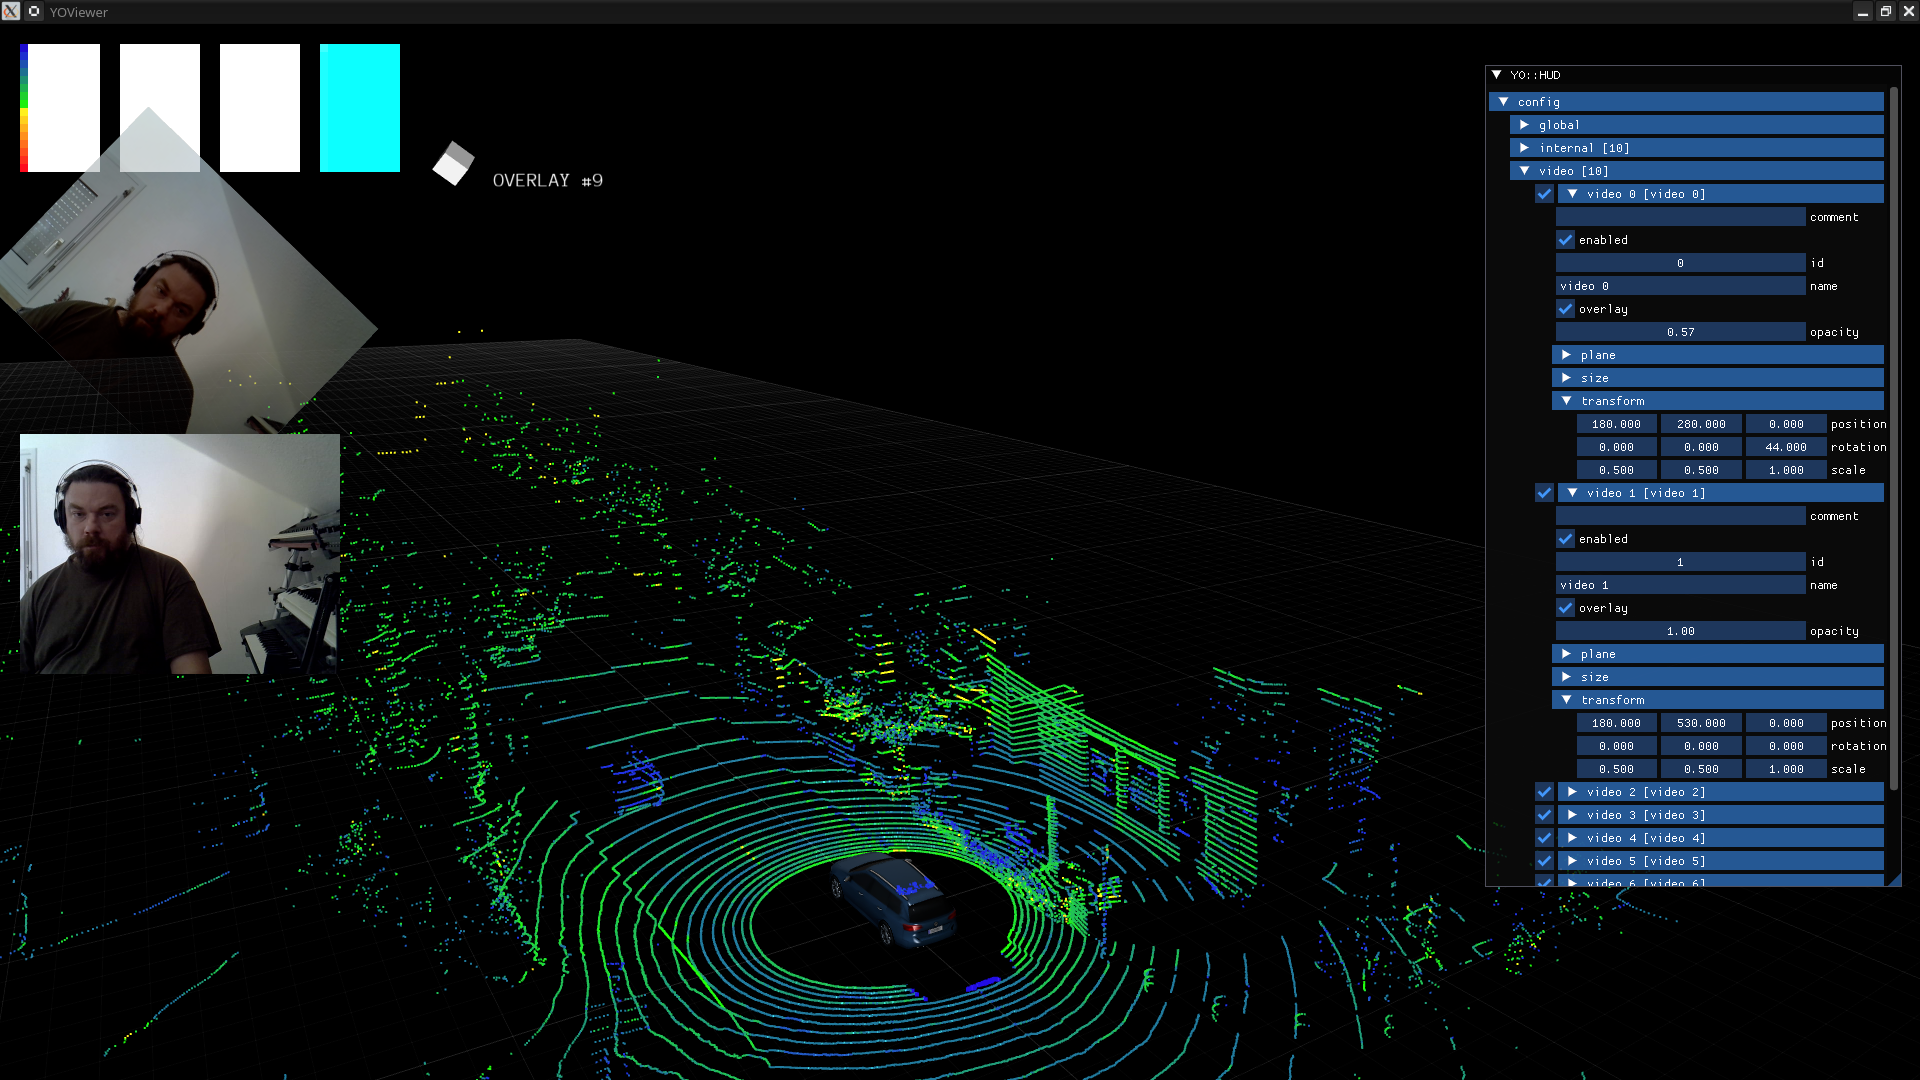 YOViewer
OVERLAY #9
YO::HUD
config
global
internal [10]
video [10]
video 0 [video 0]
comment
enabled
0 id
video 0 name
overlay
0.57 opacity
plane
size
transform
180.000 280.000 0.000 position
0.000 0.000 44.000 rotation
0.500 0.500 1.000 scale
video 1 [video 1]
comment
enabled
1 id
video 1 name
overlay
1.00 opacity
plane
size
transform
180.000 530.000 0.000 position
0.000 0.000 0.000 rotation
0.500 0.500 1.000 scale
video 2 [video 2]
video 3 [video 3]
video 4 [video 4]
video 5 [video 5]
video 6 [video 6]